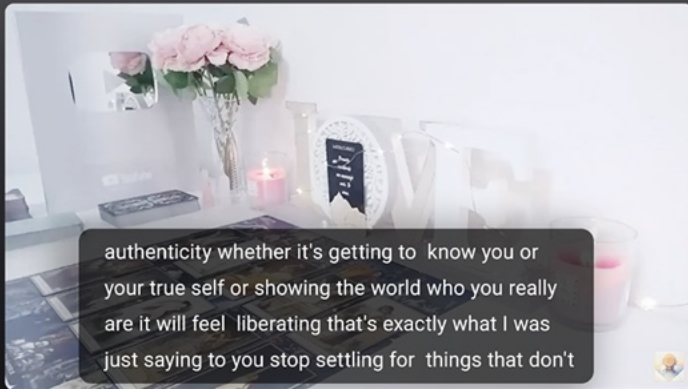 LOVE
authenticity whether it's getting to know you or
your true self or showing the world who you really
are it will feel liberating that's exactly what I was
just saying to you stop settling for things that don't